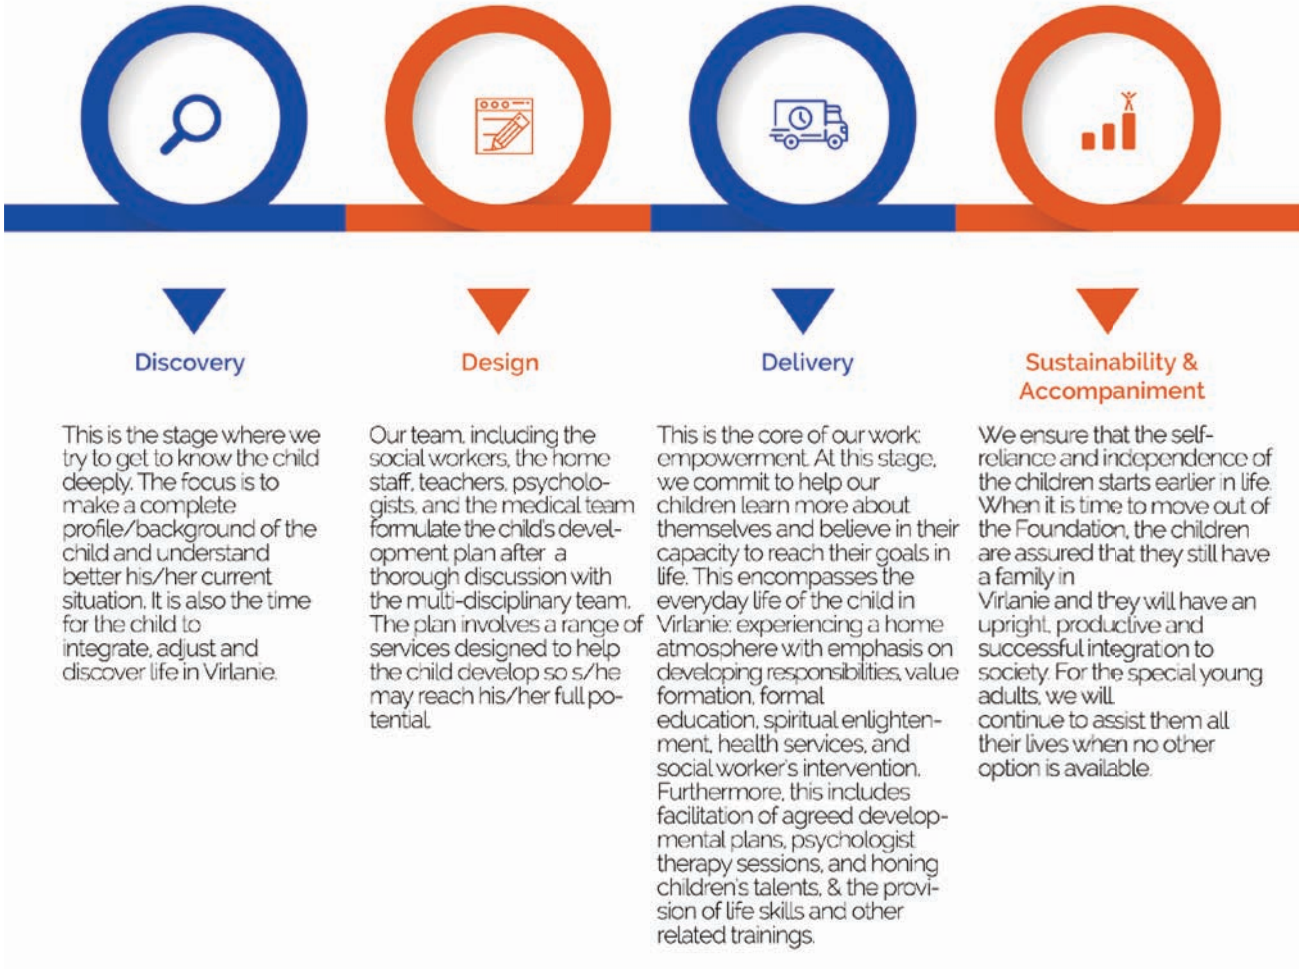 Discovery
This is the stage where we
try to get to know the child
deeply. The focus is to
make a complete
profile/background of the
child and understand
better his/her current
situation. It is also the time
for the child to
integrate, adjust and
discover life in Virlanie.
Design
Our team, including the
social workers, the home
staff, teachers, psycholo-
gists, and the medical team
formulate the child's devel-
opment plan after a
thorough discussion with
the multi-disciplinary team.
The plan involves a range of
services designed to help
the child develop so s/he
may reach his/her full po-
tential.
Delivery
This is the core of our work:
empowerment. At this stage,
we commit to help our
children learn more about
themselves and believe in their
capacity to reach their goals in
life. This encompasses the
everyday life of the child in
Virlanie: experiencing a home
atmosphere with emphasis on
developing responsibilities, value
formation, formal
education, spiritual enlighten-
ment, health services, and
social worker's intervention.
Furthermore, this includes
facilitation of agreed develop-
mental plans, psychologist
therapy sessions, and honing
children's talents, & the provi-
sion of life skills and other
related trainings.
Sustainability &
Accompaniment
We ensure that the self-
reliance and independence of
the children starts earlier in life.
When it is time to move out of
the Foundation, the children
are assured that they still have
a family in
Virlanie and they will have an
upright, productive and
successful integration to
society. For the special young
adults, we will
continue to assist them all
their lives when no other
option is available.